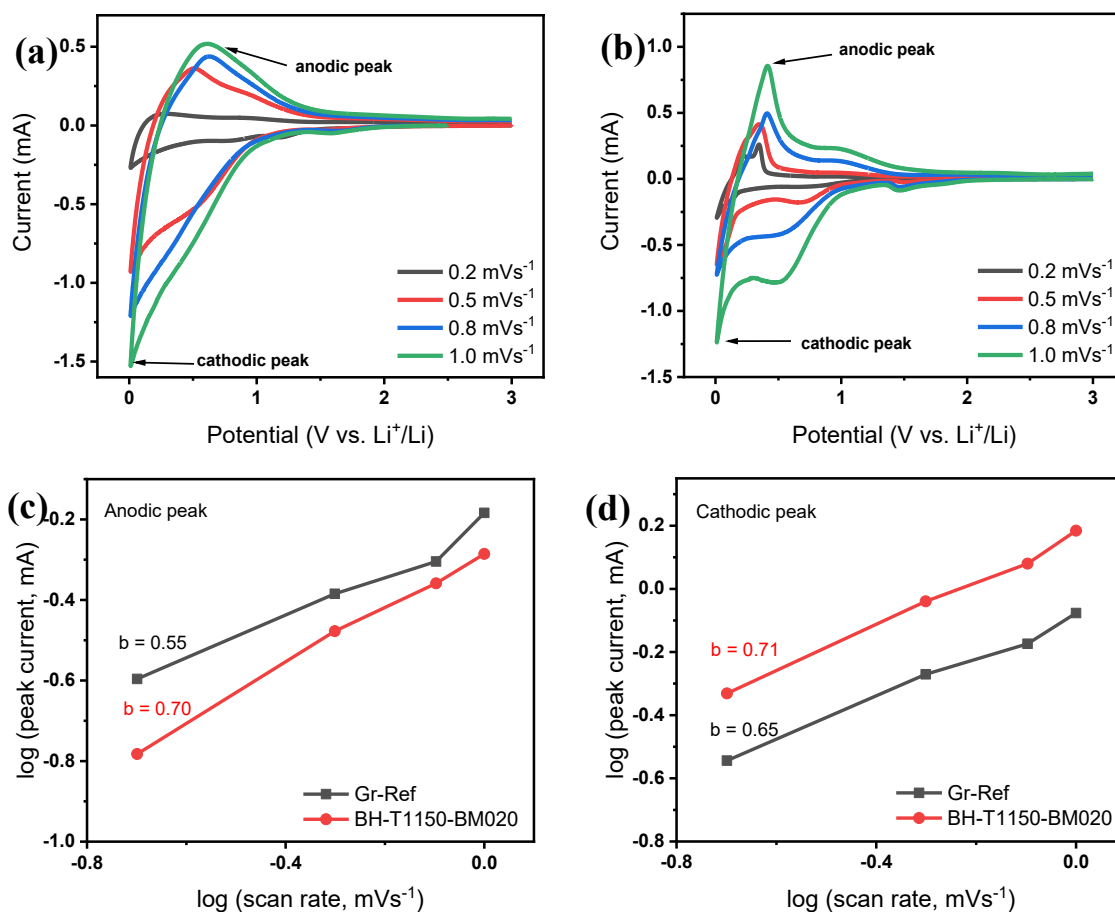 (a)
anodic peak
cathodic peak
0.2 mVs⁻¹
0.5 mVs⁻¹
0.8 mVs⁻¹
1.0 mVs⁻¹
0.5
0.0
-0.5
-1.0
-1.5
Current (mA)
0 1 2 3
Potential (V vs. Li⁺/Li)
(b)
anodic peak
cathodic peak
0.2 mVs⁻¹
0.5 mVs⁻¹
0.8 mVs⁻¹
1.0 mVs⁻¹
1.0
0.5
0.0
-0.5
-1.0
-1.5
Current (mA)
0 1 2 3
Potential (V vs. Li⁺/Li)
(c)
Anodic peak
b = 0.55
b = 0.70
Gr-Ref
BH-T1150-BM020
-0.2
-0.4
-0.6
-0.8
-1.0
log (peak current, mA)
-0.8 -0.4 0.0
log (scan rate, mVs⁻¹)
(d)
Cathodic peak
b = 0.71
b = 0.65
Gr-Ref
BH-T1150-BM020
0.2
0.0
-0.2
-0.4
-0.6
-0.8
log (peak current, mA)
-0.8 -0.4 0.0
log (scan rate, mVs⁻¹)